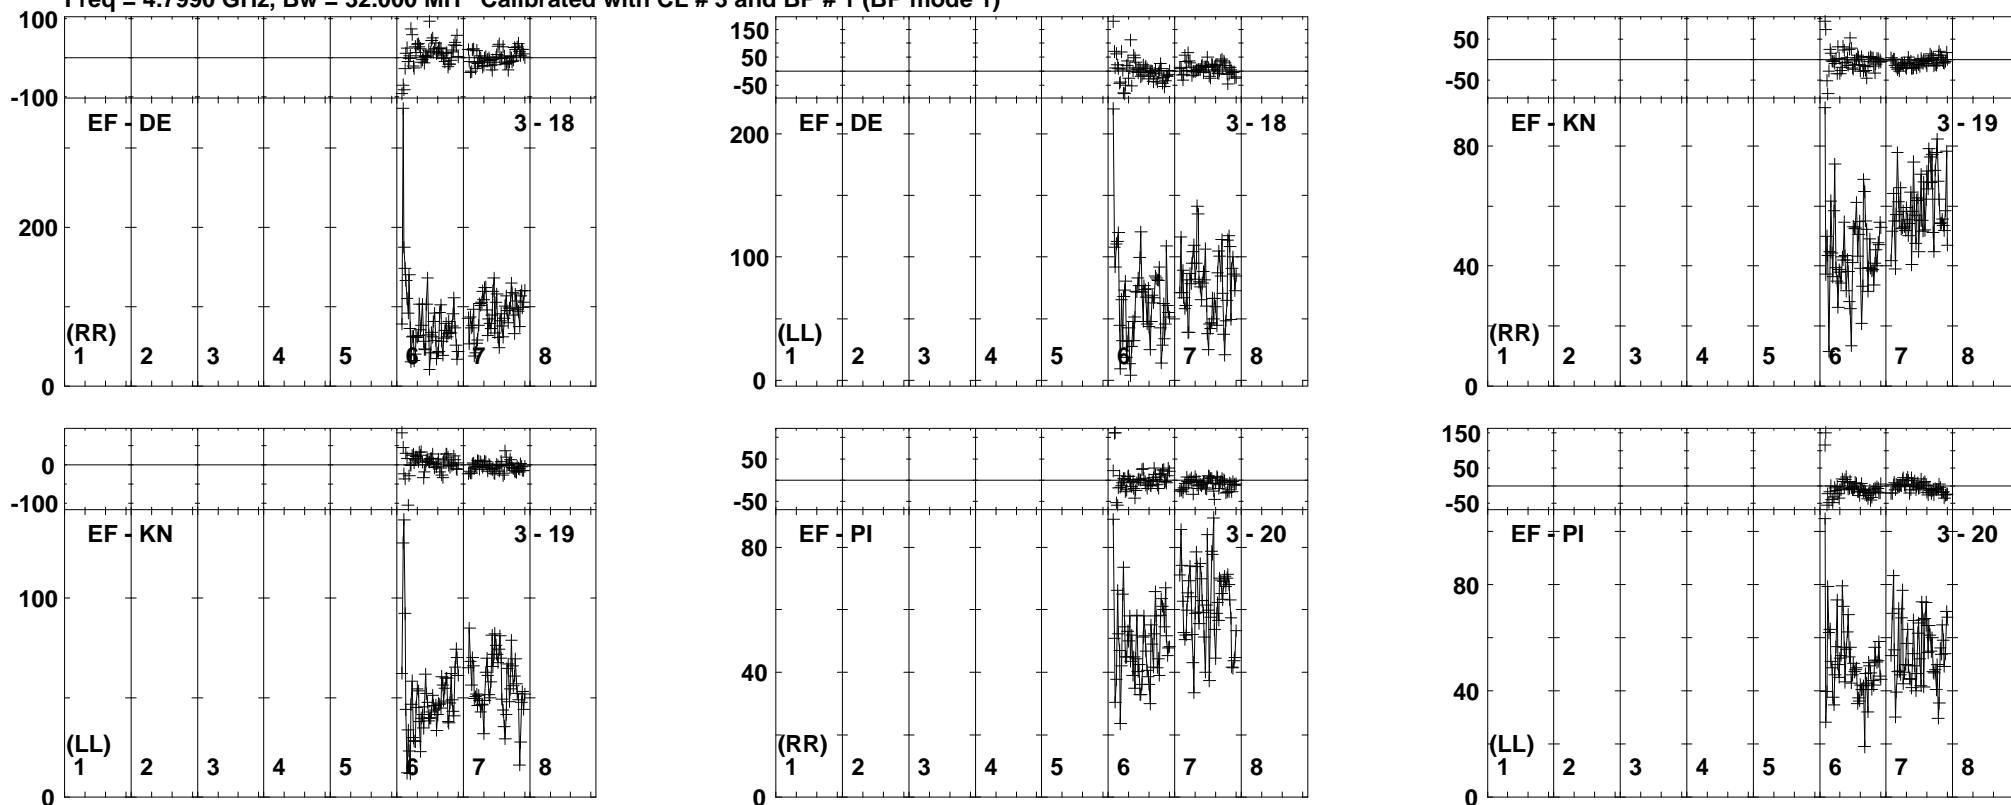 Freq = 4.7990 GHz, Bw = 32.000 MH Calibrated with CL # 3 and BP # 1 (BP mode 1)
100
-100
EF - DE 3 - 18
200
(RR)
1 2 3 4 5 6 7 8
0
150
50
-50
EF - DE 3 - 18
200
100
(LL)
1 2 3 4 5 6 7 8
0
50
-50
EF - KN 3 - 19
80
40
(RR)
1 2 3 4 5 6 7 8
0
0
-100
EF - KN 3 - 19
100
(LL)
1 2 3 4 5 6 7 8
0
50
-50
EF - PI 3 - 20
80
40
(RR)
1 2 3 4 5 6 7 8
0
150
50
-50
EF - PI 3 - 20
80
40
(LL)
1 2 3 4 5 6 7 8
0